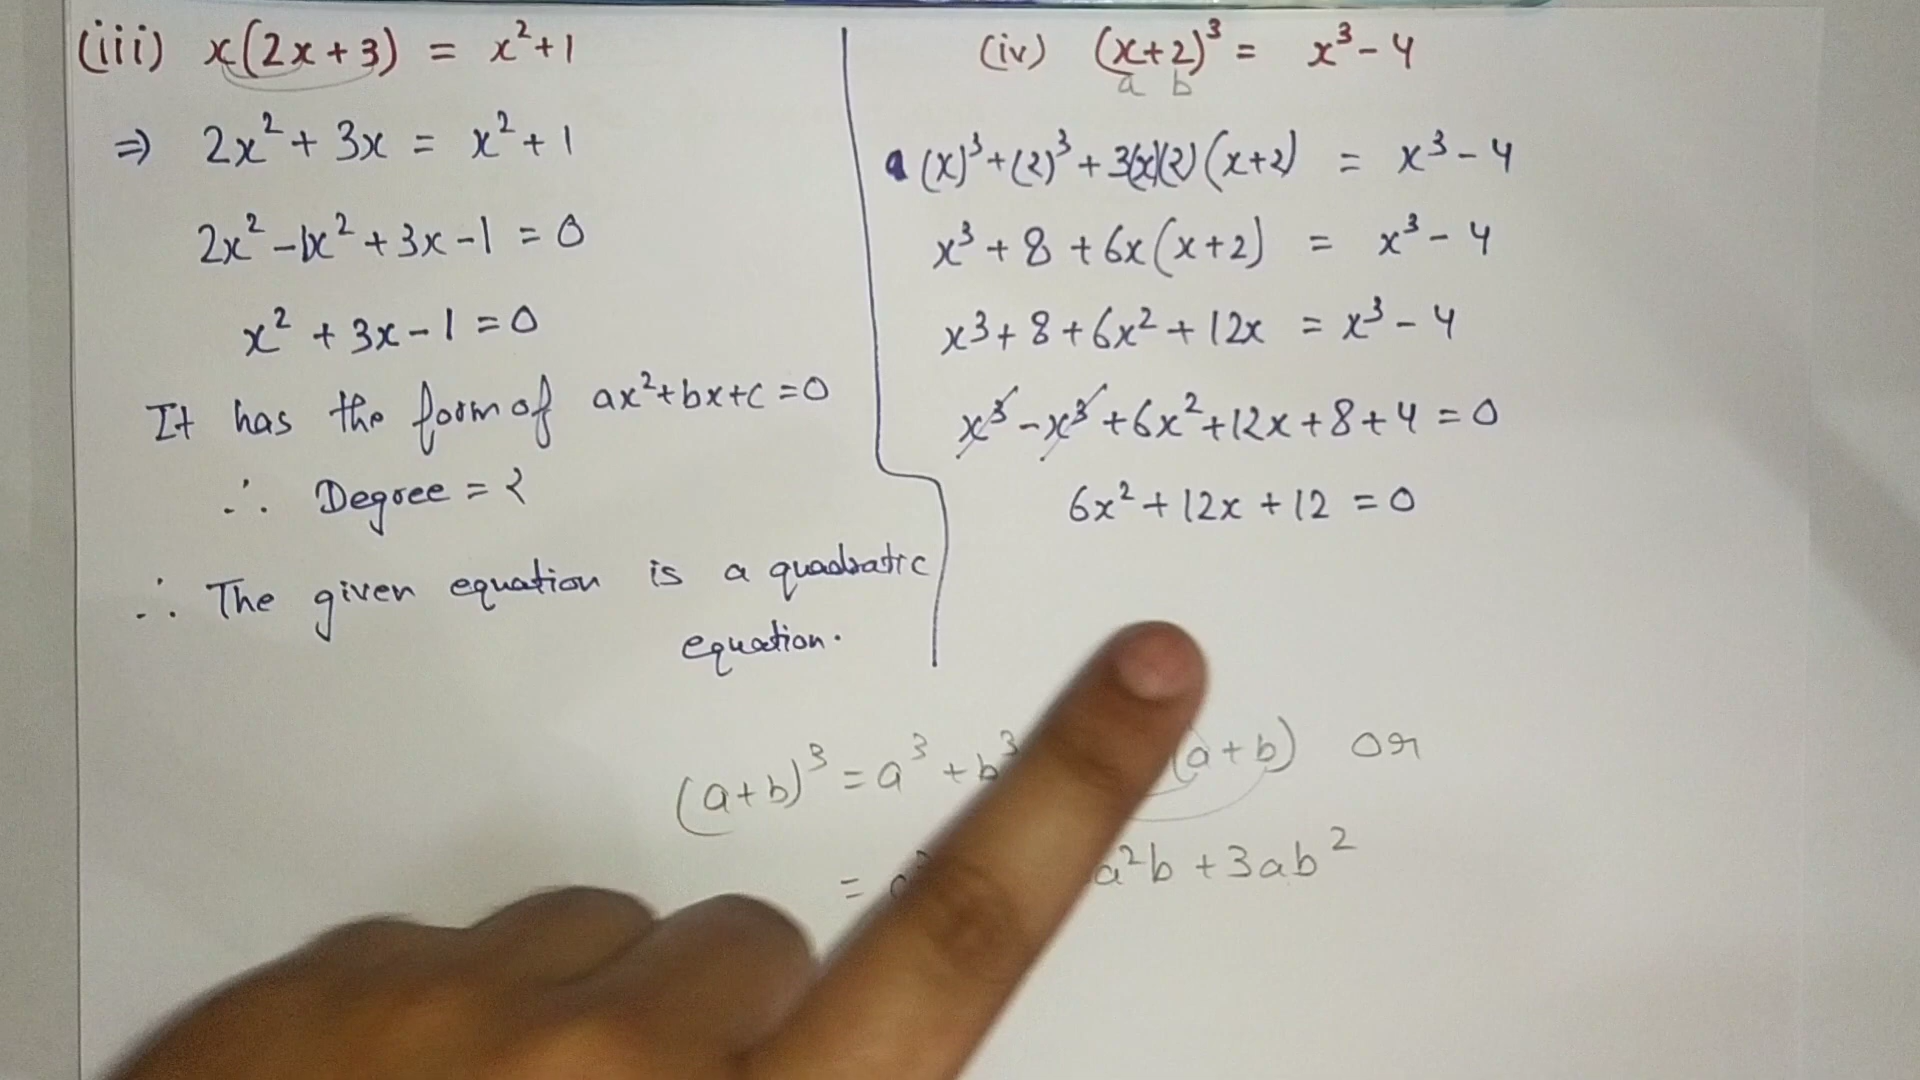 (iii) x(2x+3) = x²+1
⇒ 2x²+ 3x = x²+1
2x²-1x²+3x-1 = 0
x² + 3x - 1 = 0
It has the form of ax²+bx+c=0
∴ Degree = 2
∴ The given equation is a quadratic
equation.
(iv) (x+2)³ = x³-4
a b
(x)³+(2)³+3(x)(2)(x+2) = x³-4
x³+8+6x(x+2) = x³-4
x³+8+6x²+12x = x³-4
x³-x³+6x²+12x+8+4=0
6x²+12x+12=0
(a+b)³ = a³+b³ (a+b) or
= a²b+3ab²